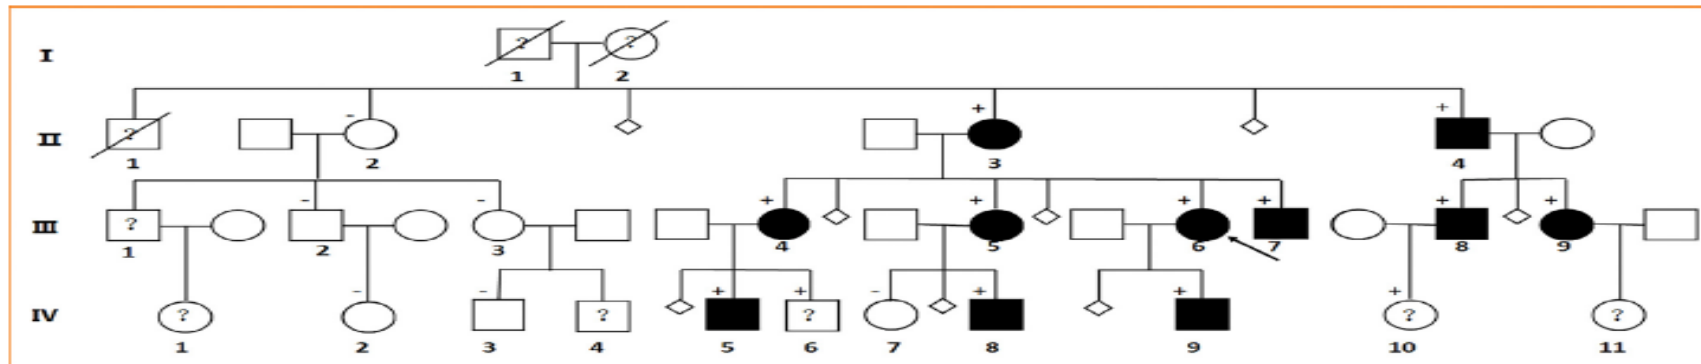 I ? ?
1 2
- + +
II ?
1 2 3 4
- - + + + + + +
III ?
1 2 3 4 5 6 7 8 9
- - + + - + + +
IV ? ? ? ? ?
1 2 3 4 5 6 7 8 9 10 11